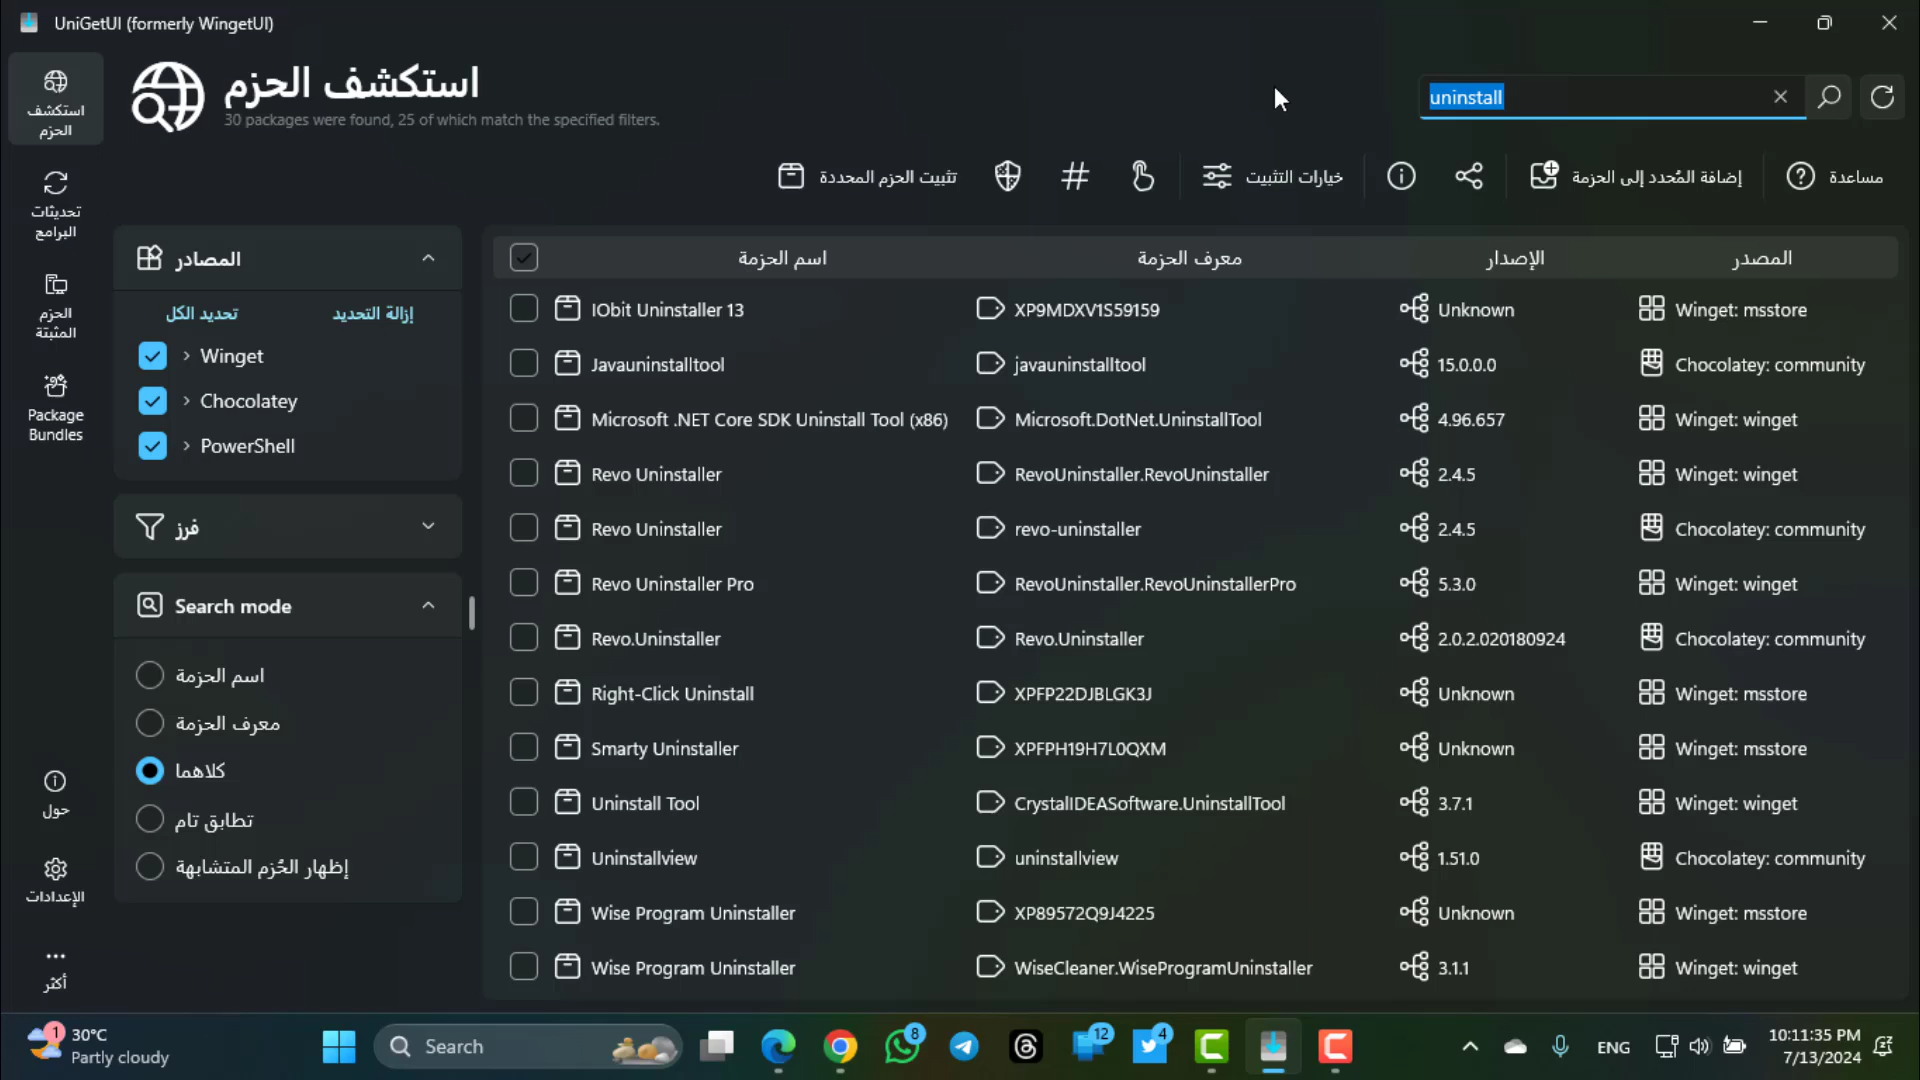 UniGetUI (formerly WingetUI)
استكشف الحزم
30 packages were found, 25 of which match the specified filters.
uninstall
استكشف
الحزم
تحديثات
البرامج
الحزم
المثبتة
Package
Bundles
حول
الإعدادات
أكثر
تثبيت الحزم المحددة
خيارات التثبيت
إضافة المُحدد إلى الحزمة
مساعدة
المصادر
تحديد الكل
إزالة التحديد
Winget
Chocolatey
PowerShell
فرز
Search mode
اسم الحزمة
معرف الحزمة
كلاهما
تطابق تام
إظهار الحُزم المتشابهة
اسم الحزمة معرف الحزمة الإصدار المصدر
IObit Uninstaller 13 XP9MDXV1S59159 Unknown Winget: msstore
Javauninstalltool javauninstalltool 15.0.0.0 Chocolatey: community
Microsoft .NET Core SDK Uninstall Tool (x86) Microsoft.DotNet.UninstallTool 4.96.657 Winget: winget
Revo Uninstaller RevoUninstaller.RevoUninstaller 2.4.5 Winget: winget
Revo Uninstaller revo-uninstaller 2.4.5 Chocolatey: community
Revo Uninstaller Pro RevoUninstaller.RevoUninstallerPro 5.3.0 Winget: winget
Revo.Uninstaller Revo.Uninstaller 2.0.2.020180924 Chocolatey: community
Right-Click Uninstall XPFP22DJBLGK3J Unknown Winget: msstore
Smarty Uninstaller XPFPH19H7L0QXM Unknown Winget: msstore
Uninstall Tool CrystalIDEASoftware.UninstallTool 3.7.1 Winget: winget
Uninstallview uninstallview 1.51.0 Chocolatey: community
Wise Program Uninstaller XP89572Q9J4225 Unknown Winget: msstore
Wise Program Uninstaller WiseCleaner.WiseProgramUninstaller 3.1.1 Winget: winget
1
30°C
Partly cloudy
Search
8
12
4
ENG
10:11:35 PM
7/13/2024